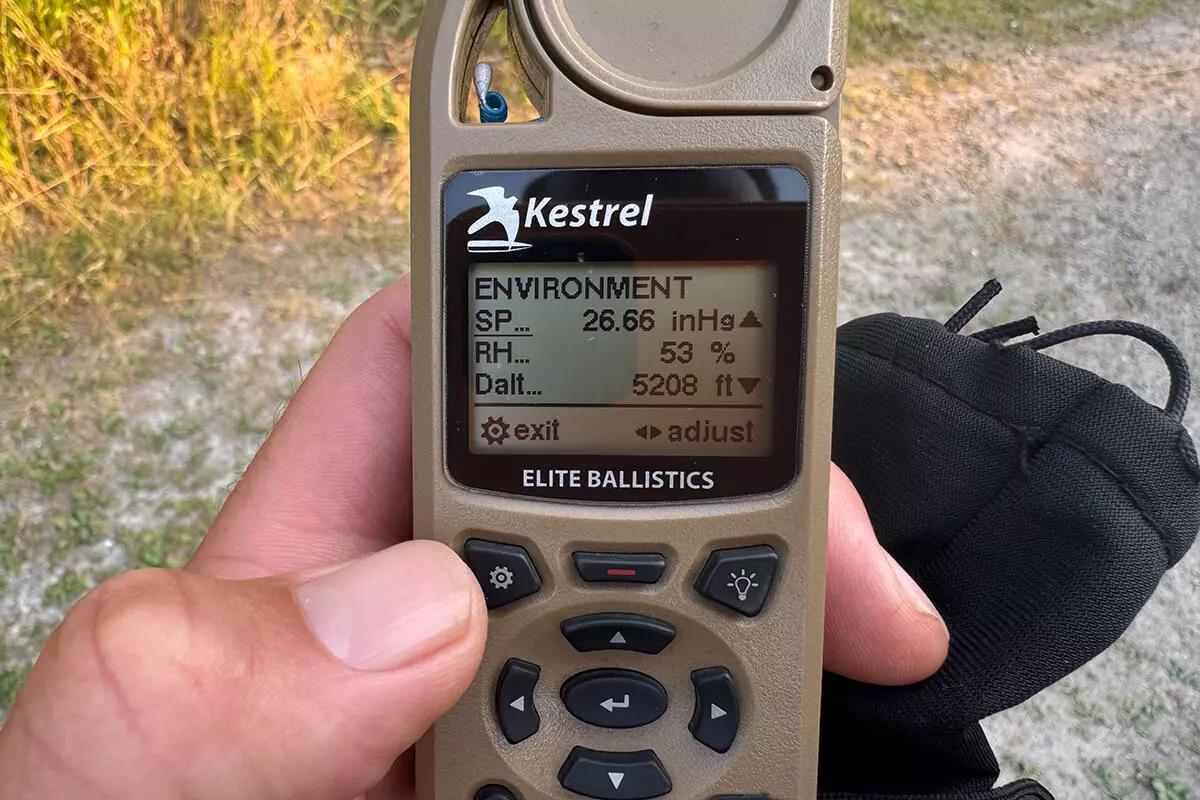 Kestrel
ENVIRONMENT
SP... 26.66 inHg
RH... 53 %
Dalt... 5208 ft
exit adjust
ELITE BALLISTICS